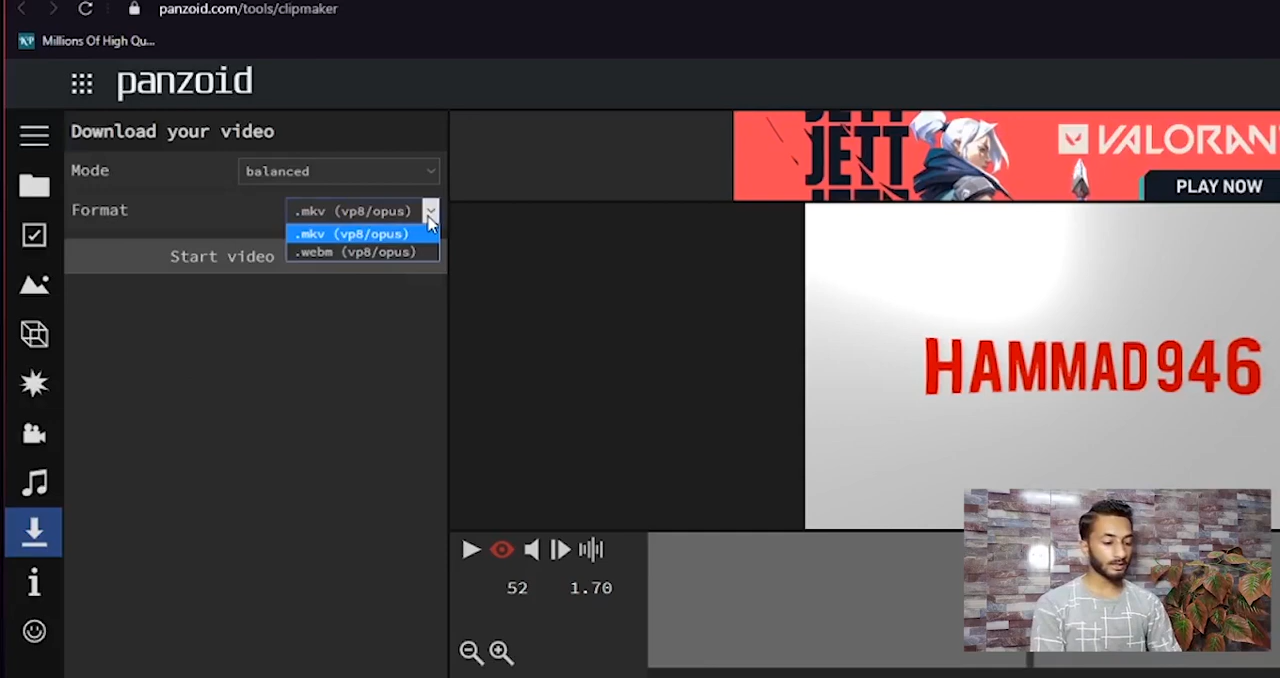 panzoid.com/tools/clipmaker
Millions Of High Qu...
panzoid
Download your video
Mode
balanced
Format
.mkv (vp8/opus)
.mkv (vp8/opus)
.webm (vp8/opus)
Start video
JETT
VALORAN
PLAY NOW
HAMMAD946
52
1.70